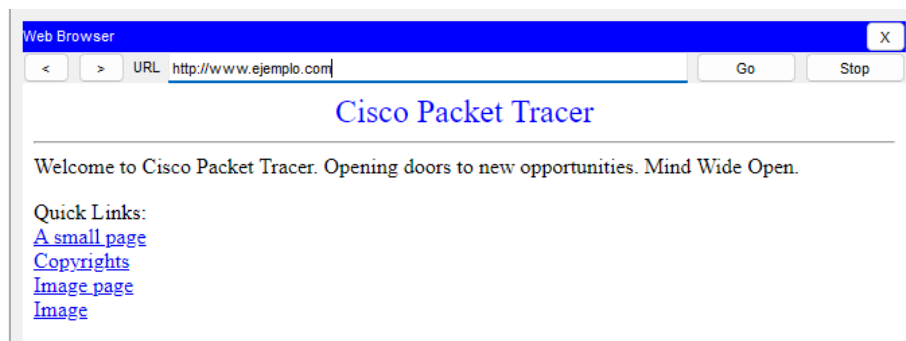 Web Browser X
< > URL http://www.ejemplo.com Go Stop
Cisco Packet Tracer
Welcome to Cisco Packet Tracer. Opening doors to new opportunities. Mind Wide Open.
Quick Links:
A small page
Copyrights
Image page
Image